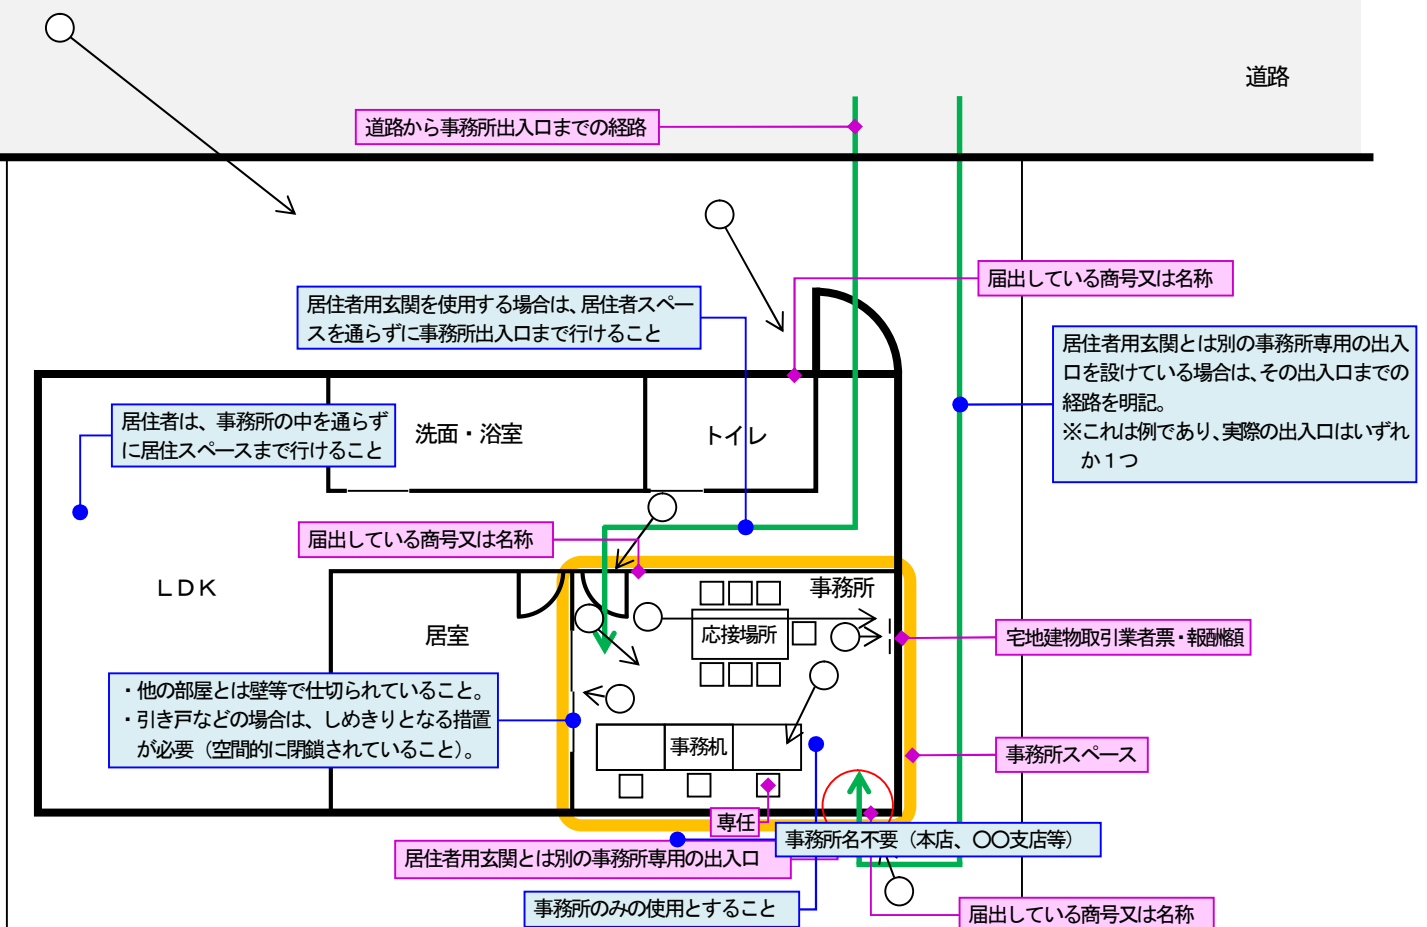 道路
道路から事務所出入口までの経路
届出している商号又は名称
居住者用玄関を使用する場合は、居住者スペー
スを通らずに事務所出入口まで行けること
居住者用玄関とは別の事務所専用の出入
口を設けている場合は、その出入口までの
経路を明記。
※これは例であり、実際の出入口はいずれ
か１つ
居住者は、事務所の中を通らず
に居住スペースまで行けること
洗面・浴室
トイレ
届出している商号又は名称
ＬＤＫ
居室
事務所
応接場所
宅地建物取引業者票・報酬額
・他の部屋とは壁等で仕切られていること。
・引き戸などの場合は、しめきりとなる措置
が必要（空間的に閉鎖されていること）。
事務机
事務所スペース
専任
事務所名不要（本店、〇〇支店等）
居住者用玄関とは別の事務所専用の出入口
事務所のみの使用とすること
届出している商号又は名称